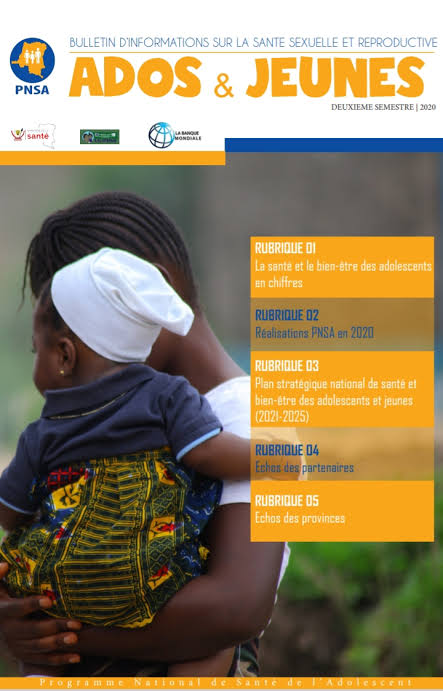 BULLETIN D'INFORMATIONS SUR LA SANTE SEXUELLE ET REPRODUCTIVE
ADOS & JEUNES
PNSA
DEUXIEME SEMESTRE | 2020
santé
LA BANQUE
MONDIALE
RUBRIQUE 01
La santé et le bien-être des adolescents
en chiffres
RUBRIQUE 02
Réalisations PNSA en 2020
RUBRIQUE 03
Plan stratégique national de santé et
bien-être des adolescents et jeunes
(2021-2025)
RUBRIQUE 04
Echos des partenaires
RUBRIQUE 05
Echos des provinces
Programme National de Santé de l'Adolescent